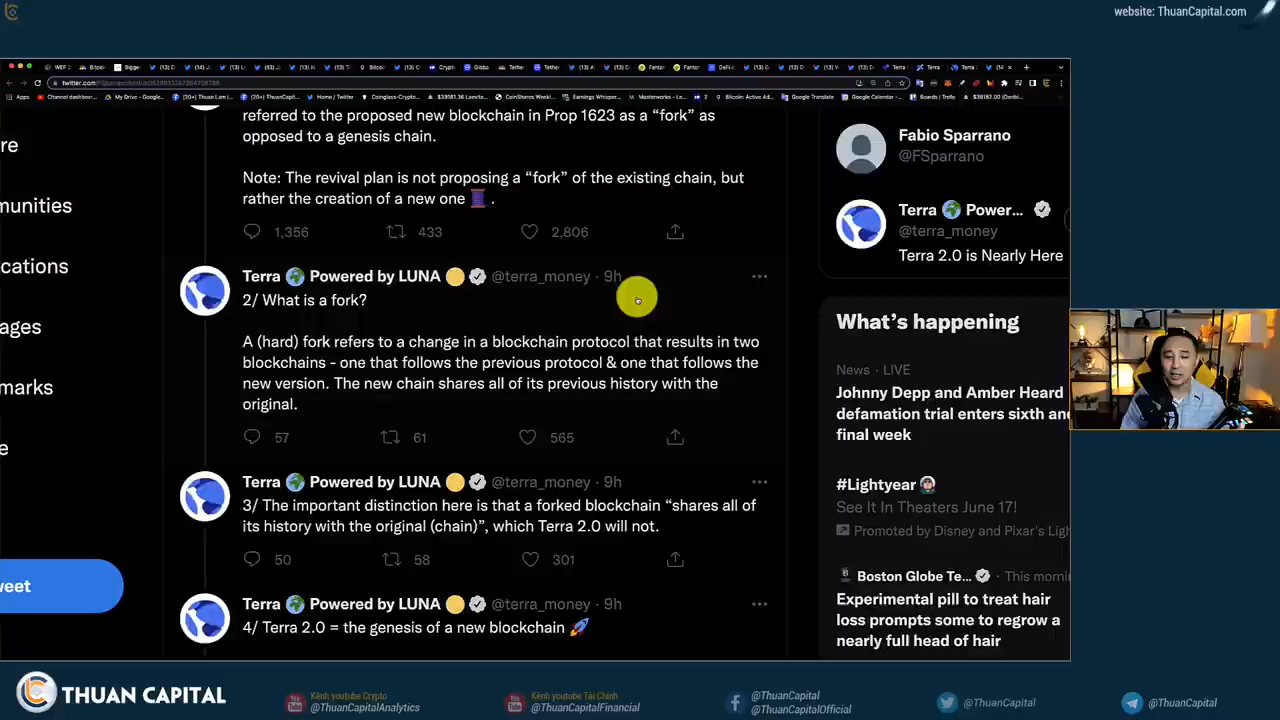 website: ThuanCapital.com
referred to the proposed new blockchain in Prop 1623 as a “fork” as
opposed to a genesis chain.
Note: The revival plan is not proposing a “fork” of the existing chain, but
rather the creation of a new one 🧵 .
1,356 433 2,806
Terra 🌍 Powered by LUNA 🟡 @terra_money · 9h
2/ What is a fork?
A (hard) fork refers to a change in a blockchain protocol that results in two
blockchains - one that follows the previous protocol & one that follows the
new version. The new chain shares all of its previous history with the
original.
57 61 565
Terra 🌍 Powered by LUNA 🟡 @terra_money · 9h
3/ The important distinction here is that a forked blockchain “shares all of
its history with the original (chain)”, which Terra 2.0 will not.
50 58 301
Terra 🌍 Powered by LUNA 🟡 @terra_money · 9h
4/ Terra 2.0 = the genesis of a new blockchain 🚀
re
munities
cations
ages
marks
e
weet
Fabio Sparrano
@FSparrano
Terra 🌍 Power...
@terra_money
Terra 2.0 is Nearly Here
What’s happening
News · LIVE
Johnny Depp and Amber Heard
defamation trial enters sixth and
final week
#Lightyear
See It In Theaters June 17!
Promoted by Disney and Pixar's Ligh
Boston Globe Te... · This morni
Experimental pill to treat hair
loss prompts some to regrow a
nearly full head of hair
THUAN CAPITAL
Kênh youtube Crypto
@ThuanCapitalAnalytics
Kênh youtube Tài Chính
@ThuanCapitalFinancial
@ThuanCapital
@ThuanCapitalOfficial
@ThuanCapital
@ThuanCapital